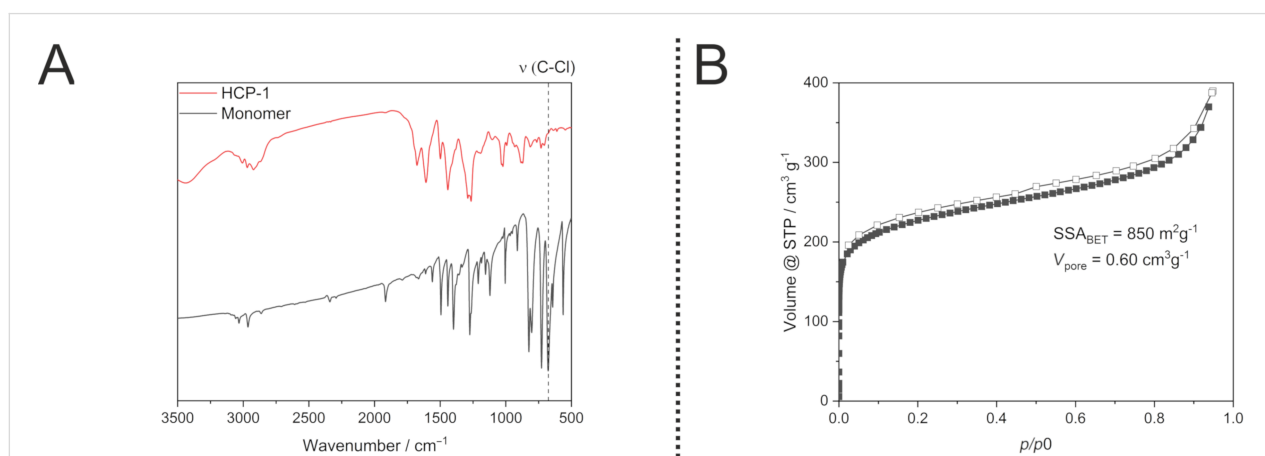 A
ν (C-Cl)
HCP-1
Monomer
3500 3000 2500 2000 1500 1000 500
Wavenumber / cm⁻¹
B
400
300
200
100
0
Volume @ STP / cm³ g⁻¹
SSA_BET = 850 m²g⁻¹
V_pore = 0.60 cm³g⁻¹
0.0 0.2 0.4 0.6 0.8 1.0
p/p0